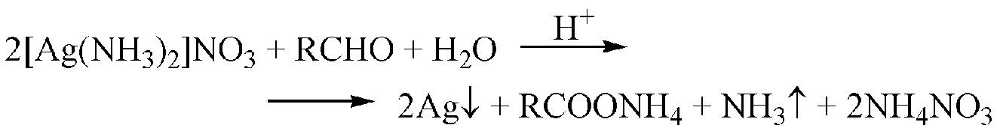 2[Ag(NH₃)₂]NO₃ + RCHO + H₂O —H⁺→
→ 2Ag↓ + RCOONH₄ + NH₃↑ + 2NH₄NO₃